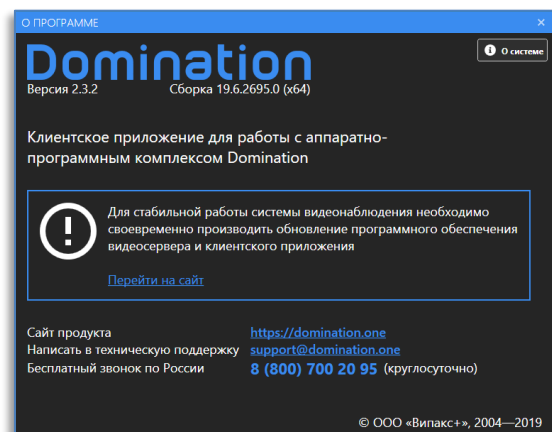 О ПРОГРАММЕ
Domination
О системе
Версия 2.3.2 Сборка 19.6.2695.0 (x64)
Клиентское приложение для работы с аппаратно-
программным комплексом Domination
Для стабильной работы системы видеонаблюдения необходимо
своевременно производить обновление программного обеспечения
видеосервера и клиентского приложения
Перейти на сайт
Сайт продукта https://domination.one
Написать в техническую поддержку support@domination.one
Бесплатный звонок по России 8 (800) 700 20 95 (круглосуточно)
© ООО «Випакс+», 2004—2019